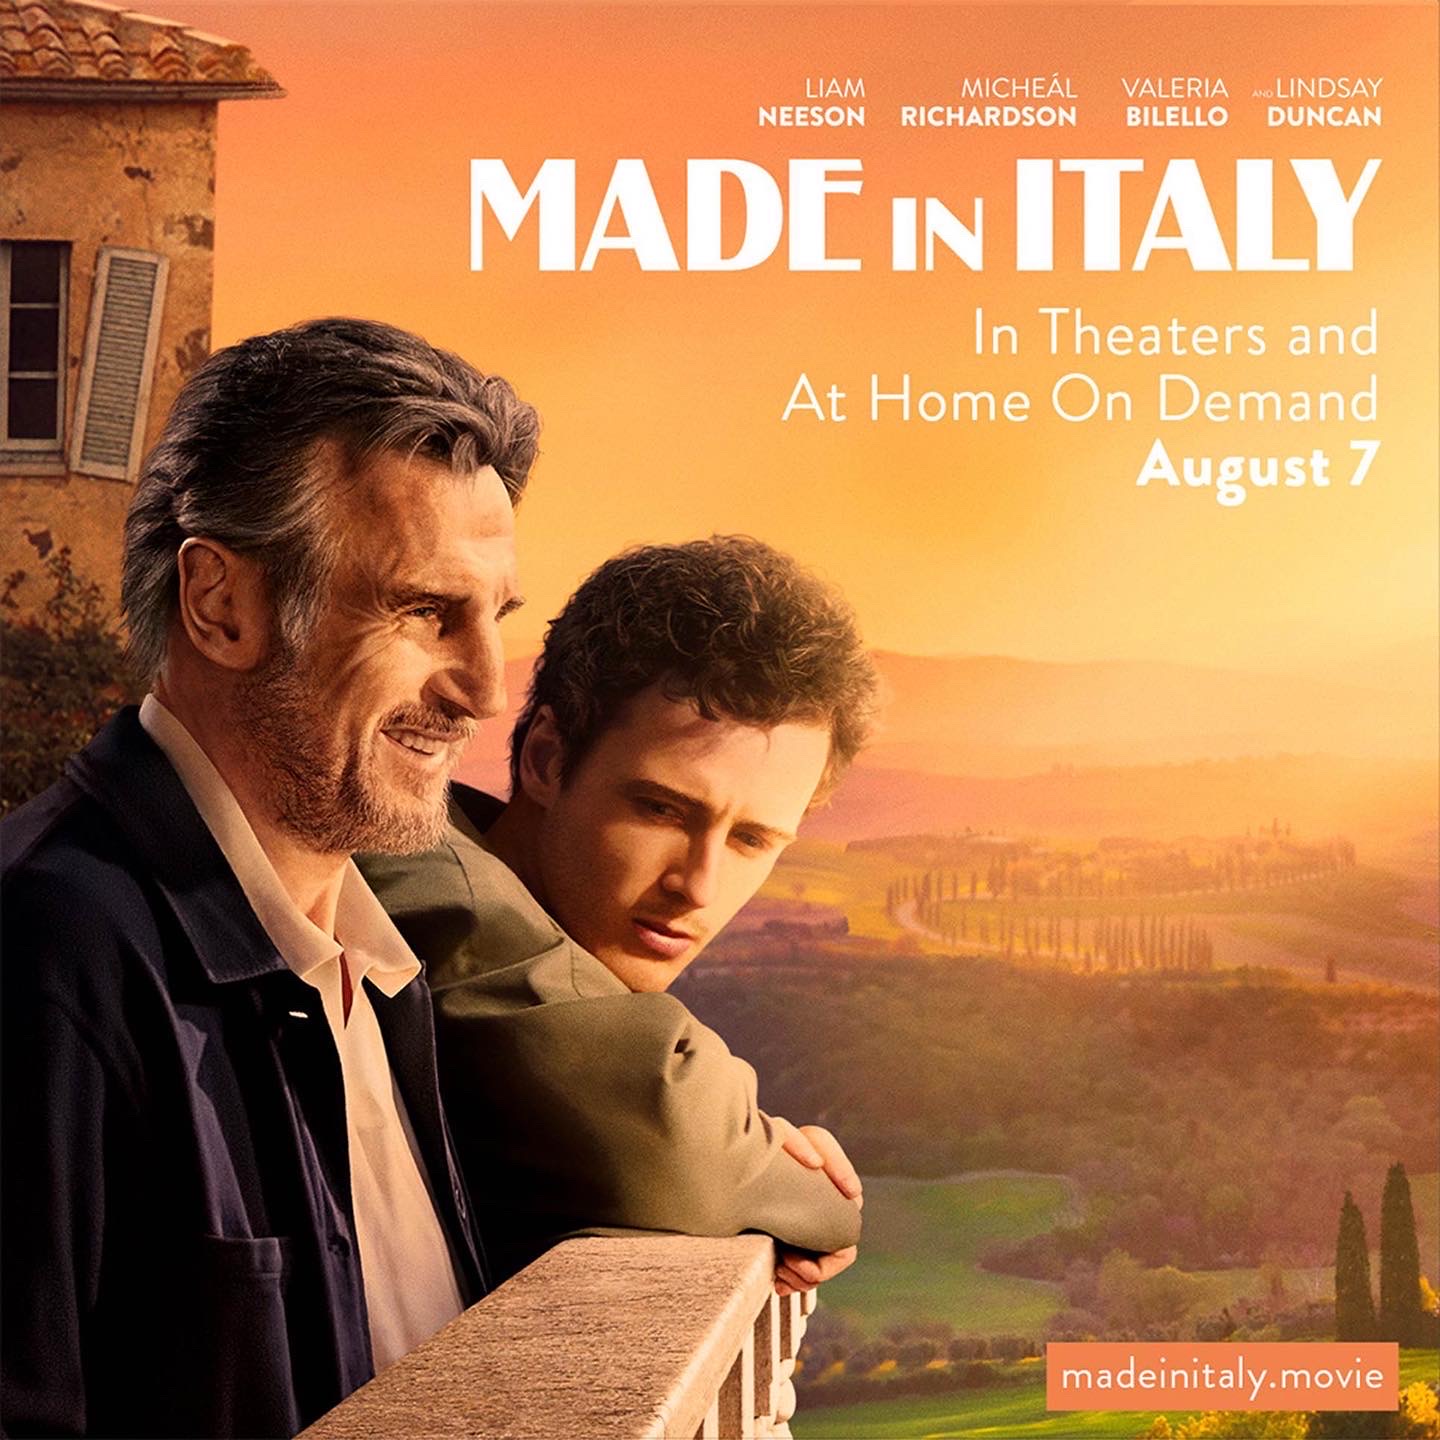 LIAM NEESON
MICHEÁL RICHARDSON
VALERIA BILELLO
AND LINDSAY DUNCAN
MADE IN ITALY
In Theaters and
At Home On Demand
August 7
madeinitaly.movie